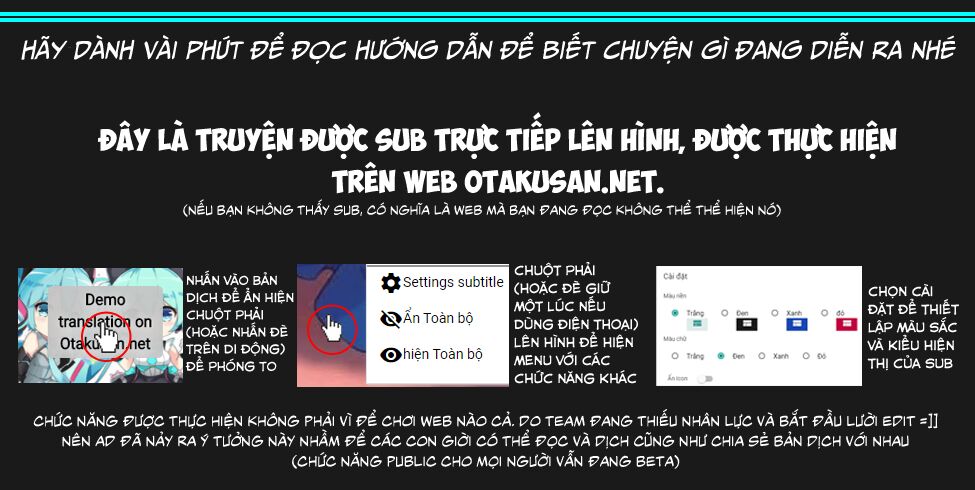 HÃY DÀNH VÀI PHÚT ĐỂ ĐỌC HƯỚNG DẪN ĐỂ BIẾT CHUYỆN GÌ ĐANG DIỄN RA NHÉ
ĐÂY LÀ TRUYỆN ĐƯỢC SUB TRỰC TIẾP LÊN HÌNH, ĐƯỢC THỰC HIỆN
TRÊN WEB OTAKUSAN.NET.
(NẾU BẠN KHÔNG THẤY SUB, CÓ NGHĨA LÀ WEB MÀ BẠN ĐANG ĐỌC KHÔNG THỂ THỂ HIỆN NÓ)
Demo
translation on
Otakusan.net
NHẤN VÀO BẢN
DỊCH ĐỂ ẨN HIỆN
CHUỘT PHẢI
(HOẶC NHẤN ĐÈ
TRÊN DI ĐỘNG)
ĐỂ PHÓNG TO
Settings subtitle
Ẩn Toàn bộ
hiện Toàn bộ
CHUỘT PHẢI
(HOẶC ĐÈ GIỮ
MỘT LÚC NẾU
DÙNG ĐIỆN THOẠI)
LÊN HÌNH ĐỂ HIỆN
MENU VỚI CÁC
CHỨC NĂNG KHÁC
Cài đặt
Màu nền
Trắng Đen Xanh đỏ
Màu chữ
Trắng Đen Xanh Đỏ
Ẩn icon
CHỌN CÀI
ĐẶT ĐỂ THIẾT
LẬP MÀU SẮC
VÀ KIỂU HIỆN
THỊ CỦA SUB
CHỨC NĂNG ĐƯỢC THỰC HIỆN KHÔNG PHẢI VÌ ĐỂ CHƠI WEB NÀO CẢ. DO TEAM ĐANG THIẾU NHÂN LỰC VÀ BẮT ĐẦU LƯỜI EDIT =]]
NÊN AD ĐÃ NẢY RA Ý TƯỞNG NÀY NHẰM ĐỂ CÁC CON GIỜI CÓ THỂ ĐỌC VÀ DỊCH CŨNG NHƯ CHIA SẺ BẢN DỊCH VỚI NHAU
(CHỨC NĂNG PUBLIC CHO MỌI NGƯỜI VẪN ĐANG BETA)